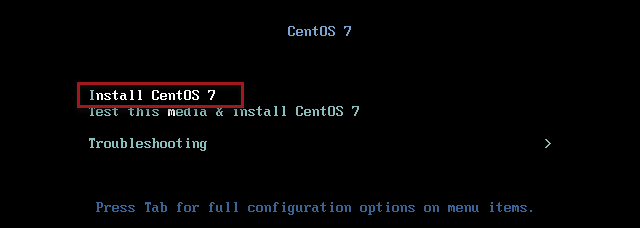 CentOS 7
Install CentOS 7
Test this media & install CentOS 7
Troubleshooting >
Press Tab for full configuration options on menu items.